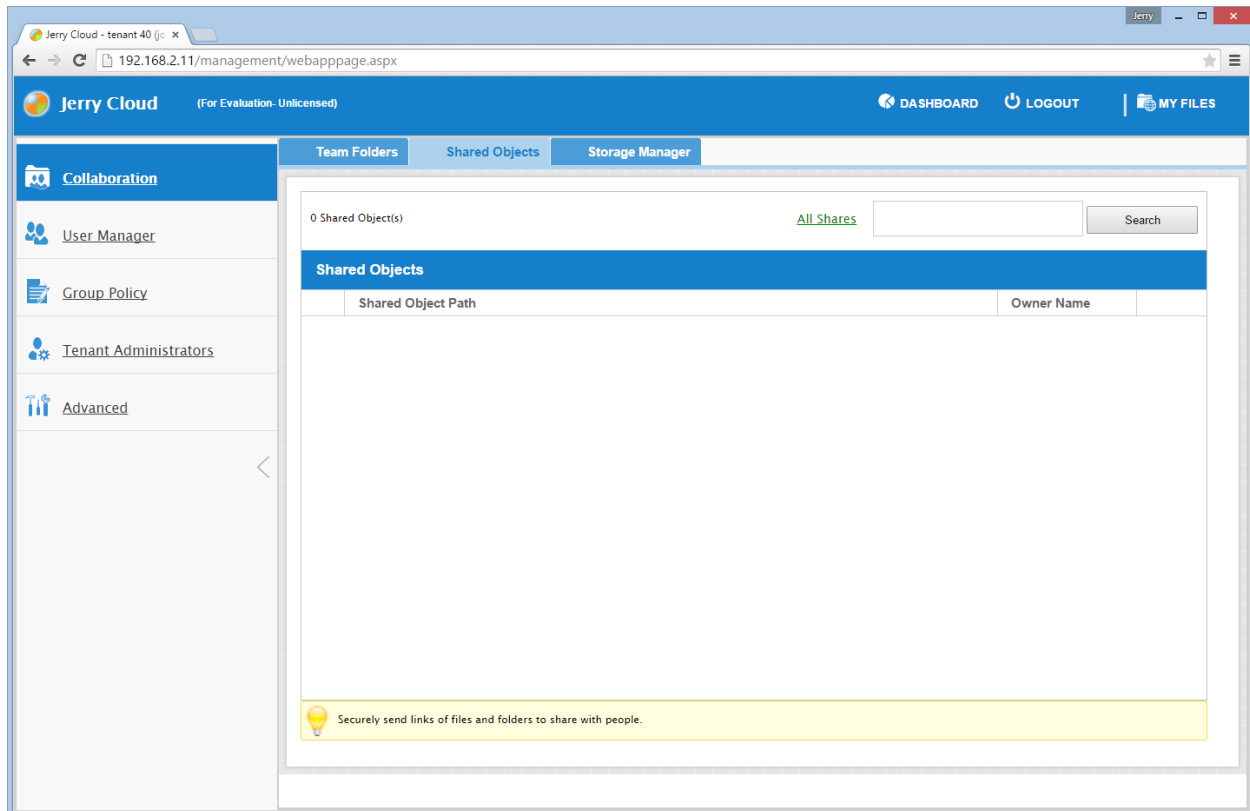 Jerry
Jerry Cloud - tenant 40 (jo
192.168.2.11/management/webapppage.aspx
Jerry Cloud (For Evaluation- Unlicensed) DASHBOARD LOGOUT | MY FILES
Team Folders Shared Objects Storage Manager
Collaboration
User Manager
Group Policy
Tenant Administrators
Advanced
0 Shared Object(s) All Shares Search
Shared Objects
Shared Object Path Owner Name
Securely send links of files and folders to share with people.